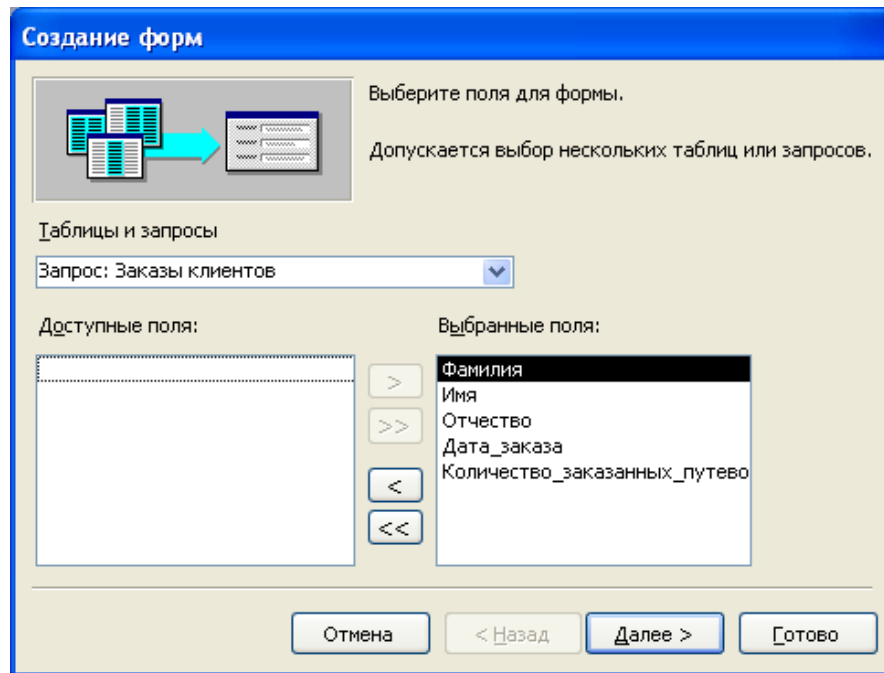 Создание форм
Выберите поля для формы.
Допускается выбор нескольких таблиц или запросов.
Таблицы и запросы
Запрос: Заказы клиентов
Доступные поля:
Выбранные поля:
>
>>
<
<<
Фамилия
Имя
Отчество
Дата_заказа
Количество_заказанных_путево
Отмена
< Назад
Далее >
Готово